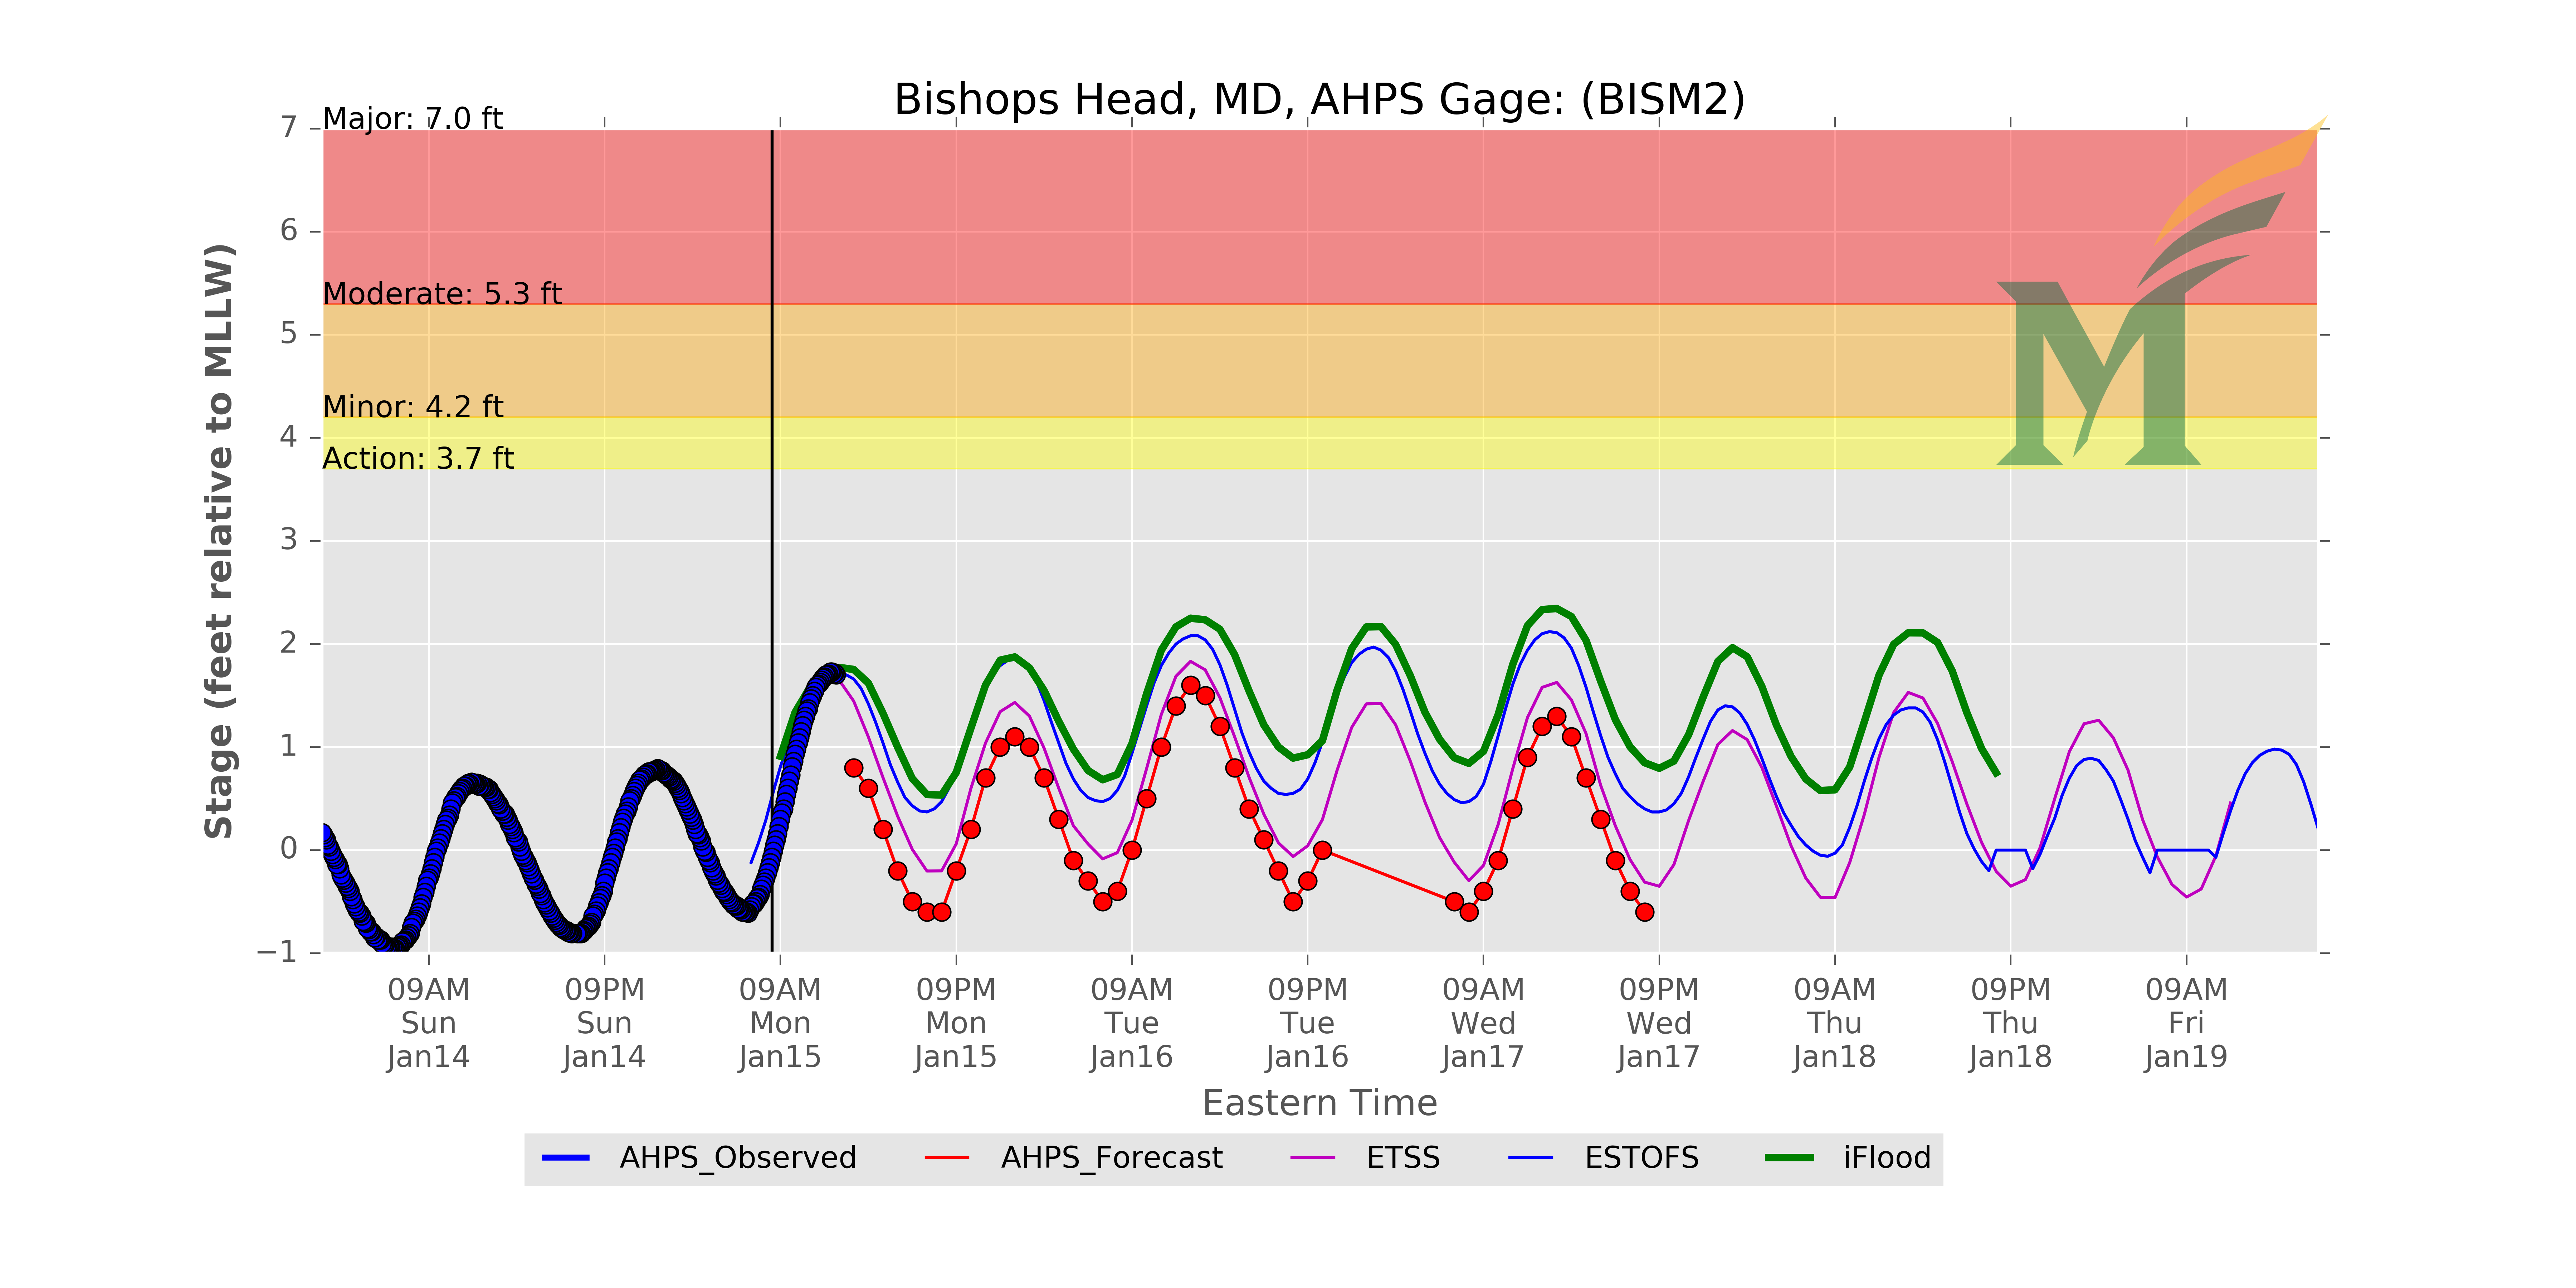 Bishops Head, MD, AHPS Gage: (BISM2)
Major: 7.0 ft
Moderate: 5.3 ft
Minor: 4.2 ft
Action: 3.7 ft
Stage (feet relative to MLLW)
7
6
5
4
3
2
1
0
−1
09AM Sun Jan14
09PM Sun Jan14
09AM Mon Jan15
09PM Mon Jan15
09AM Tue Jan16
09PM Tue Jan16
09AM Wed Jan17
09PM Wed Jan17
09AM Thu Jan18
09PM Thu Jan18
09AM Fri Jan19
Eastern Time
AHPS_Observed
AHPS_Forecast
ETSS
ESTOFS
iFlood
M